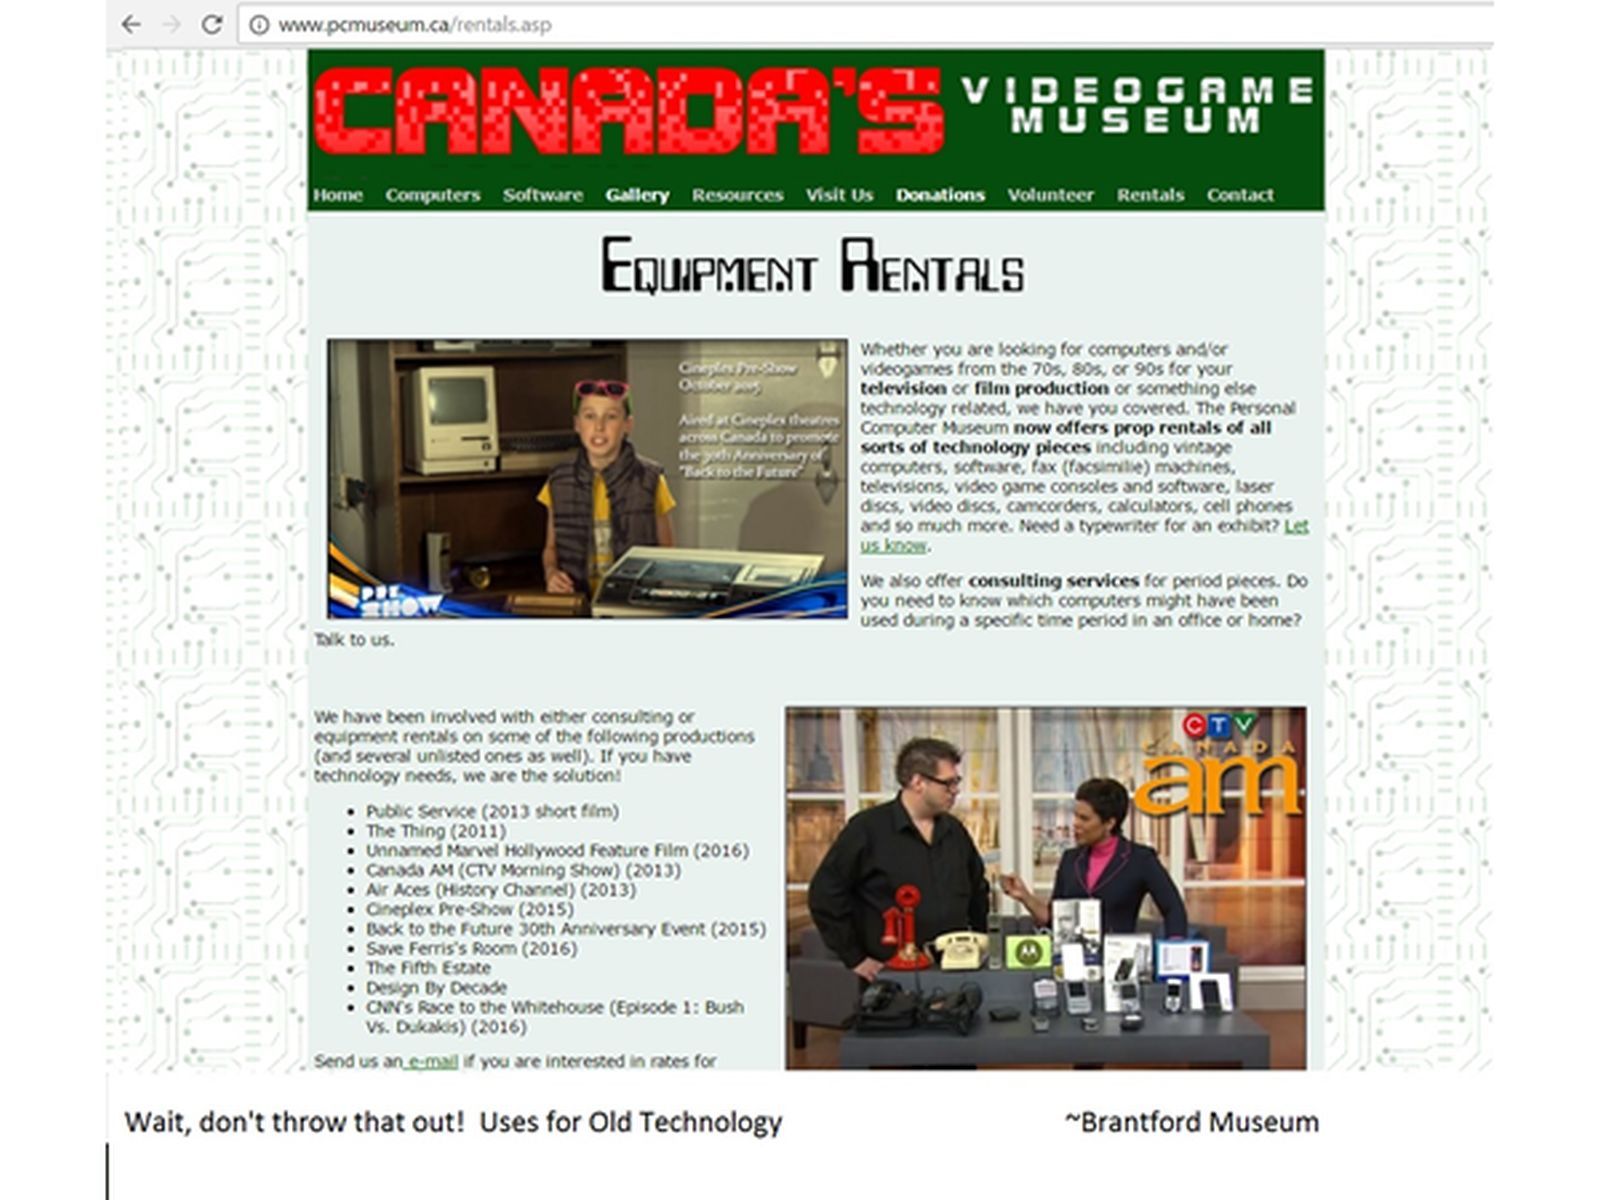 www.pcmuseum.ca/rentals.asp
CANADA'S
VIDEOGAME
MUSEUM
Home Computers Software Gallery Resources Visit Us Donations Volunteer Rentals Contact
Equipment Rentals
Cineplex Pre-Show
October 2015
Aired at Cineplex theatres
across Canada to promote
the 30th Anniversary of
"Back to the Future"
PRE
SHOW
Whether you are looking for computers and/or
videogames from the 70s, 80s, or 90s for your
television or film production or something else
technology related, we have you covered. The Personal
Computer Museum now offers prop rentals of all
sorts of technology pieces including vintage
computers, software, fax (facsimilie) machines,
televisions, video game consoles and software, laser
discs, video discs, camcorders, calculators, cell phones
and so much more. Need a typewriter for an exhibit? Let
us know.
We also offer consulting services for period pieces. Do
you need to know which computers might have been
used during a specific time period in an office or home?
Talk to us.
We have been involved with either consulting or
equipment rentals on some of the following productions
(and several unlisted ones as well). If you have
technology needs, we are the solution!
• Public Service (2013 short film)
• The Thing (2011)
• Unnamed Marvel Hollywood Feature Film (2016)
• Canada AM (CTV Morning Show) (2013)
• Air Aces (History Channel) (2013)
• Cineplex Pre-Show (2015)
• Back to the Future 30th Anniversary Event (2015)
• Save Ferris's Room (2016)
• The Fifth Estate
• Design By Decade
• CNN's Race to the Whitehouse (Episode 1: Bush
Vs. Dukakis) (2016)
Send us an e-mail if you are interested in rates for
CTV
CANADA
am
Wait, don't throw that out! Uses for Old Technology
~Brantford Museum